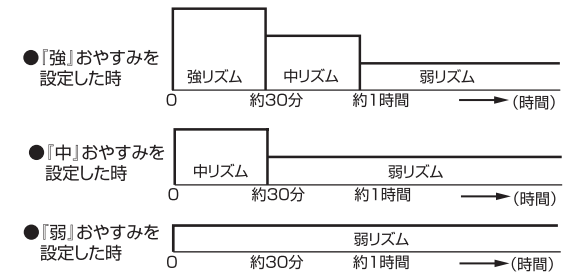 ●『強』おやすみを
設定した時
強リズム
中リズム
弱リズム
0 約30分 約1時間 (時間)
●『中』おやすみを
設定した時
中リズム
弱リズム
0 約30分 約1時間 (時間)
●『弱』おやすみを
設定した時
弱リズム
0 約30分 約1時間 (時間)